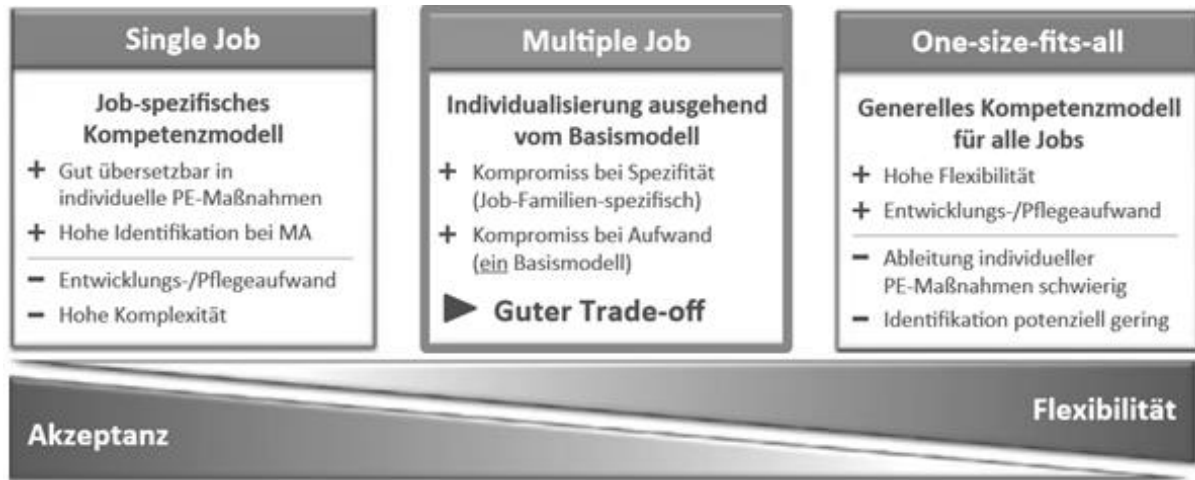 Single Job
Job-spezifisches
Kompetenzmodell
+ Gut übersetzbar in
individuelle PE-Maßnahmen
+ Hohe Identifikation bei MA
− Entwicklungs-/Pflegeaufwand
− Hohe Komplexität
Multiple Job
Individualisierung ausgehend
vom Basismodell
+ Kompromiss bei Spezifität
(Job-Familien-spezifisch)
+ Kompromiss bei Aufwand
(ein Basismodell)
► Guter Trade-off
One-size-fits-all
Generelles Kompetenzmodell
für alle Jobs
+ Hohe Flexibilität
+ Entwicklungs-/Pflegeaufwand
− Ableitung individueller
PE-Maßnahmen schwierig
− Identifikation potenziell gering
Akzeptanz
Flexibilität